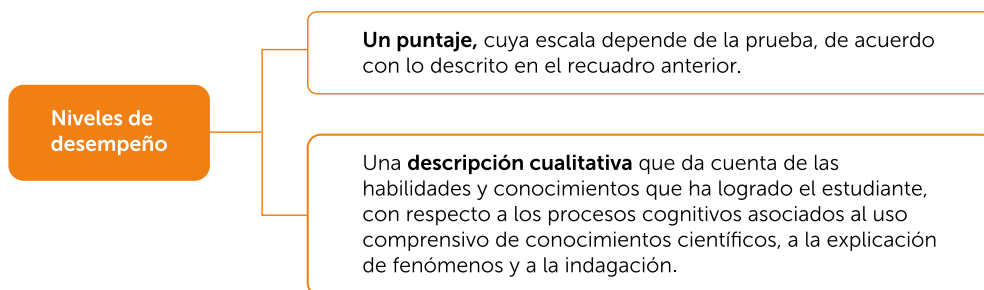 Niveles de
desempeño
Un puntaje, cuya escala depende de la prueba, de acuerdo
con lo descrito en el recuadro anterior.
Una descripción cualitativa que da cuenta de las
habilidades y conocimientos que ha logrado el estudiante,
con respecto a los procesos cognitivos asociados al uso
comprensivo de conocimientos científicos, a la explicación
de fenómenos y a la indagación.